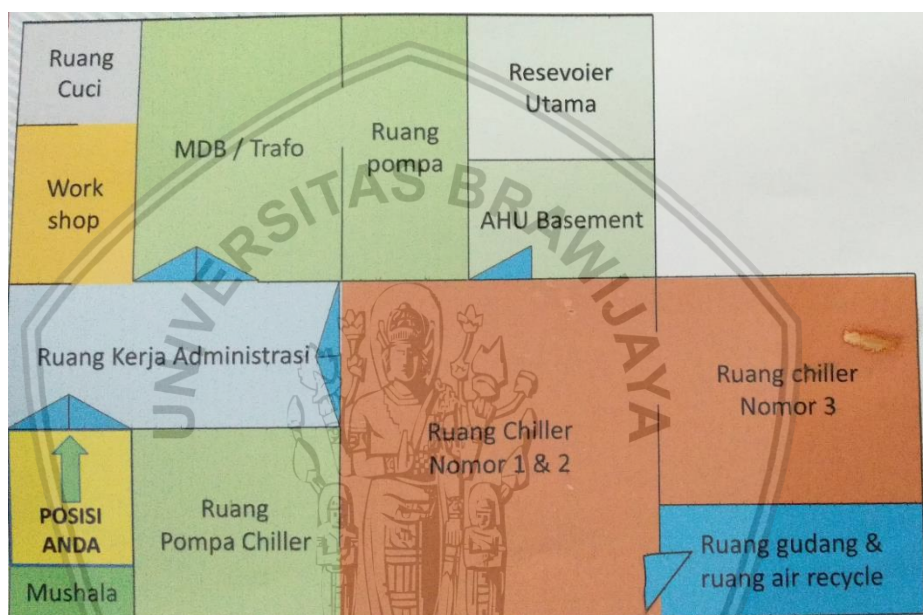 Ruang
Cuci
MDB / Trafo
Ruang
pompa
Resevoier
Utama
Work
shop
AHU Basement
Ruang Kerja Administrasi
Ruang Chiller
Nomor 1 & 2
Ruang chiller
Nomor 3
POSISI
ANDA
Ruang
Pompa Chiller
Ruang gudang &
ruang air recycle
Mushala
UNIVERSITAS BRAWIJAYA